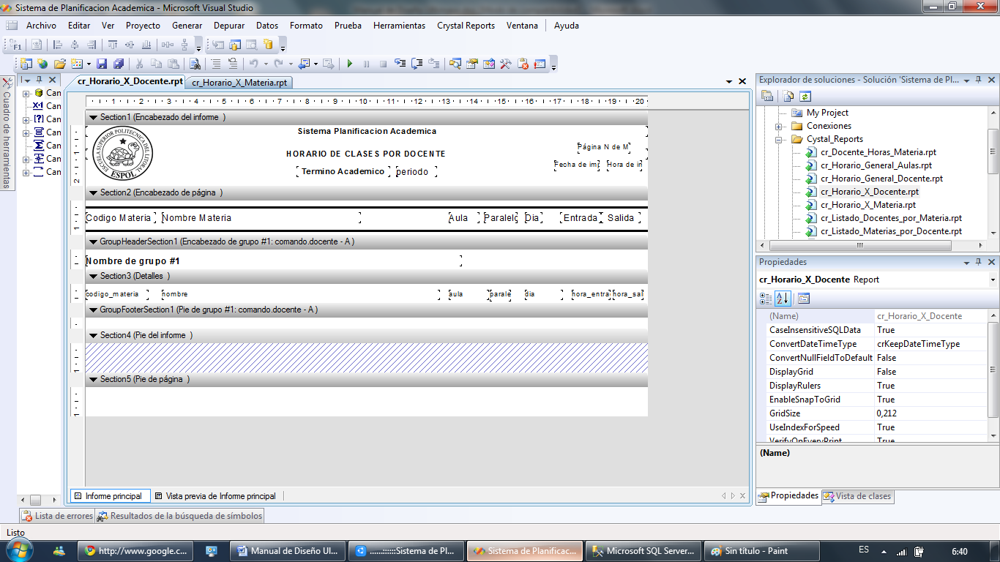 Sistema de Planificacion Academica - Microsoft Visual Studio
Archivo Editar Ver Proyecto Generar Depurar Datos Formato Prueba Herramientas Crystal Reports Ventana Ayuda
Cuadro de herramientas
Can
Can
Can
Can
Can
Can
Can
cr_Horario_X_Docente.rpt cr_Horario_X_Materia.rpt
1 2 3 4 5 6 7 8 9 10 11 12 13 14 15 16 17 18 19 20
Section1 (Encabezado del informe )
ESCUELA SUPERIOR POLITECNICA DEL LITORAL
ESPOL
Sistema Planificacion Academica
Página N de M
HORARIO DE CLASES POR DOCENTE
Fecha de imp Hora de im
Termino Academico periodo
Section2 (Encabezado de página )
Codigo Materia Nombre Materia Aula Paralelo Dia Entrada Salida
GroupHeaderSection1 (Encabezado de grupo #1: comando.docente - A )
Nombre de grupo #1
Section3 (Detalles )
codigo_materia nombre aula parale dia hora_entra hora_sal
GroupFooterSection1 (Pie de grupo #1: comando.docente - A )
Section4 (Pie del informe )
Section5 (Pie de página )
Informe principal Vista previa de Informe principal
Lista de errores Resultados de la búsqueda de símbolos
Listo
Explorador de soluciones - Solución 'Sistema de Pl...
My Project
Conexiones
Cystal_Reports
cr_Docente_Horas_Materia.rpt
cr_Horario_General_Aulas.rpt
cr_Horario_General_Docente.rpt
cr_Horario_X_Docente.rpt
cr_Horario_X_Materia.rpt
cr_Listado_Docentes_por_Materia.rpt
cr_Listado_Materias_por_Docente.rpt
Propiedades
cr_Horario_X_Docente Report
(Name) cr_Horario_X_Docente
CaseInsensitiveSQLData True
ConvertDateTimeType crKeepDateTimeType
ConvertNullFieldToDefault False
DisplayGrid False
DisplayRulers True
EnableSnapToGrid True
GridSize 0,212
UseIndexForSpeed True
VerifyOnEveryPrint True
(Name)
Propiedades Vista de clases
http://www.google.c... Manual de Diseño UI... ......::::::Sistema de Pl... Sistema de Planificac... Microsoft SQL Server... Sin título - Paint ES 6:40